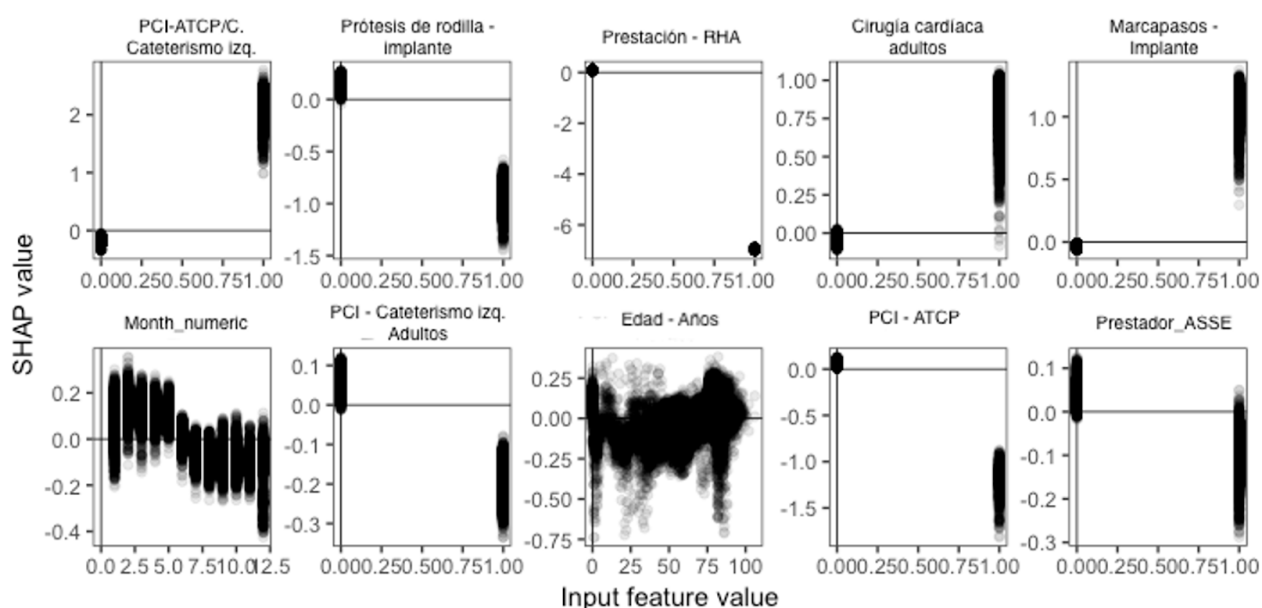 PCI-ATCP/C.
Cateterismo izq.
Prótesis de rodilla -
implante
Prestación - RHA
Cirugía cardíaca
adultos
Marcapasos -
Implante
2
1
0
0.0
-0.5
-1.0
-1.5
0
-2
-4
-6
1.00
0.75
0.50
0.25
0.00
1.0
0.5
0.0
0.000.250.500.751.00
0.000.250.500.751.00
0.000.250.500.751.00
0.000.250.500.751.00
0.000.250.500.751.00
SHAP value
Month_numeric
PCI - Cateterismo izq.
Adultos
Edad - Años
PCI - ATCP
Prestador_ASSE
0.2
0.0
-0.2
-0.4
0.1
0.0
-0.1
-0.2
-0.3
0.25
0.00
-0.25
-0.50
-0.75
0.0
-0.5
-1.0
-1.5
0.1
0.0
-0.1
-0.2
-0.3
0.0 2.5 5.0 7.510.012.5
0.000.250.500.751.00
0 25 50 75 100
0.000.250.500.751.00
0.000.250.500.751.00
Input feature value